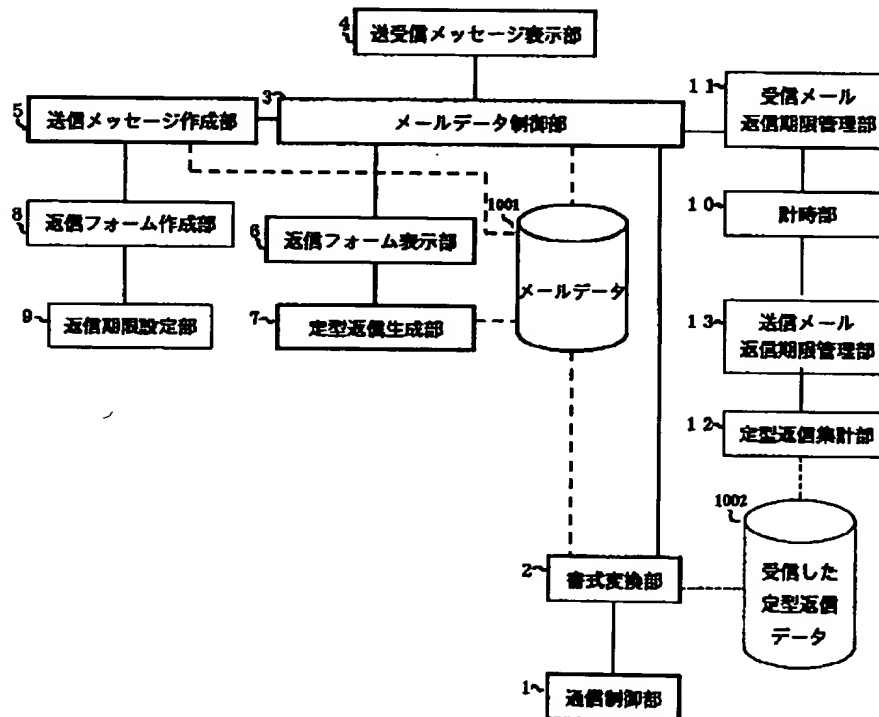 4
送受信メッセージ表示部
5
送信メッセージ作成部
3
メールデータ制御部
11
受信メール
返信期限管理部
8
返信フォーム作成部
6
返信フォーム表示部
1001
メールデータ
10
計時部
9
返信期限設定部
7
定型返信生成部
13
送信メール
返信期限管理部
12
定型返信集計部
1002
受信した
定型返信
データ
2
書式変換部
1
通信制御部